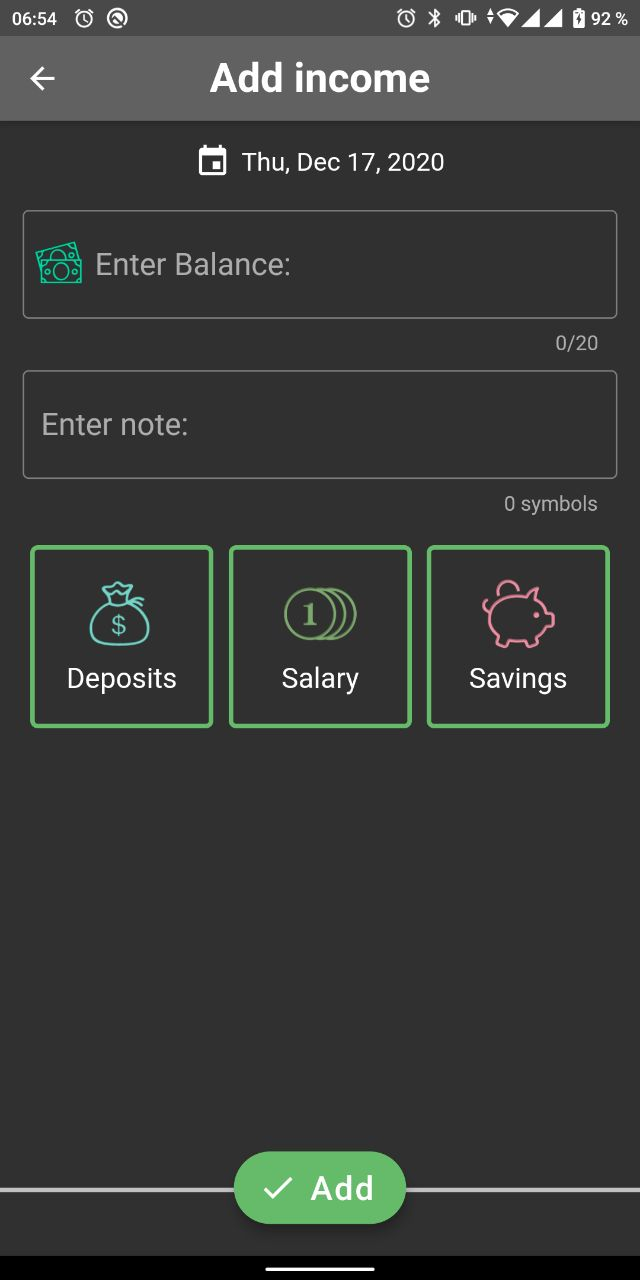 06:54 92 %
Add income
Thu, Dec 17, 2020
Enter Balance:
0/20
Enter note:
0 symbols
$ 1
Deposits Salary Savings
Add